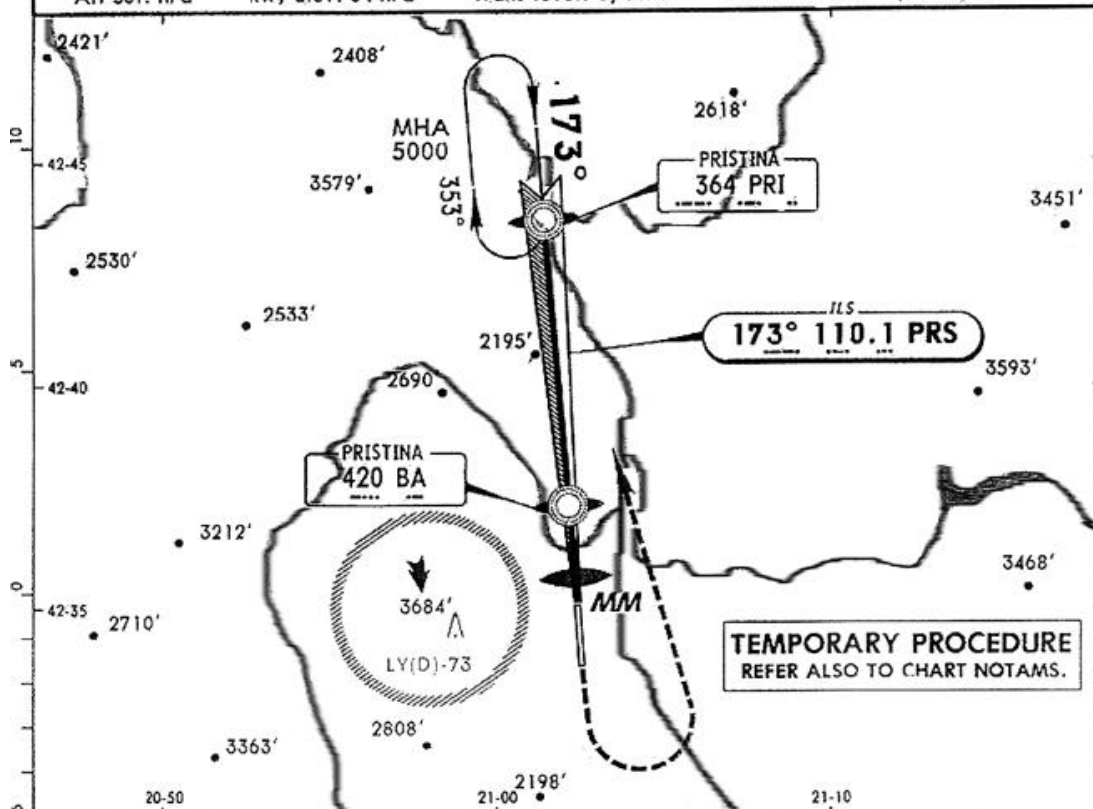 2421'
2408'
2618'
MHA
5000
173°
353°
10
42-45
3579'
PRISTINA
364 PRI
3451'
2530'
2533'
ILS
173° 110.1 PRS
2195'
5
42-40
2690
3593'
PRISTINA
420 BA
3212'
3468'
0
42-35
3684'
MM
2710'
LY(D)-73
TEMPORARY PROCEDURE
REFER ALSO TO CHART NOTAMS.
2808'
3363'
2198'
5
20-50
21-00
21-10